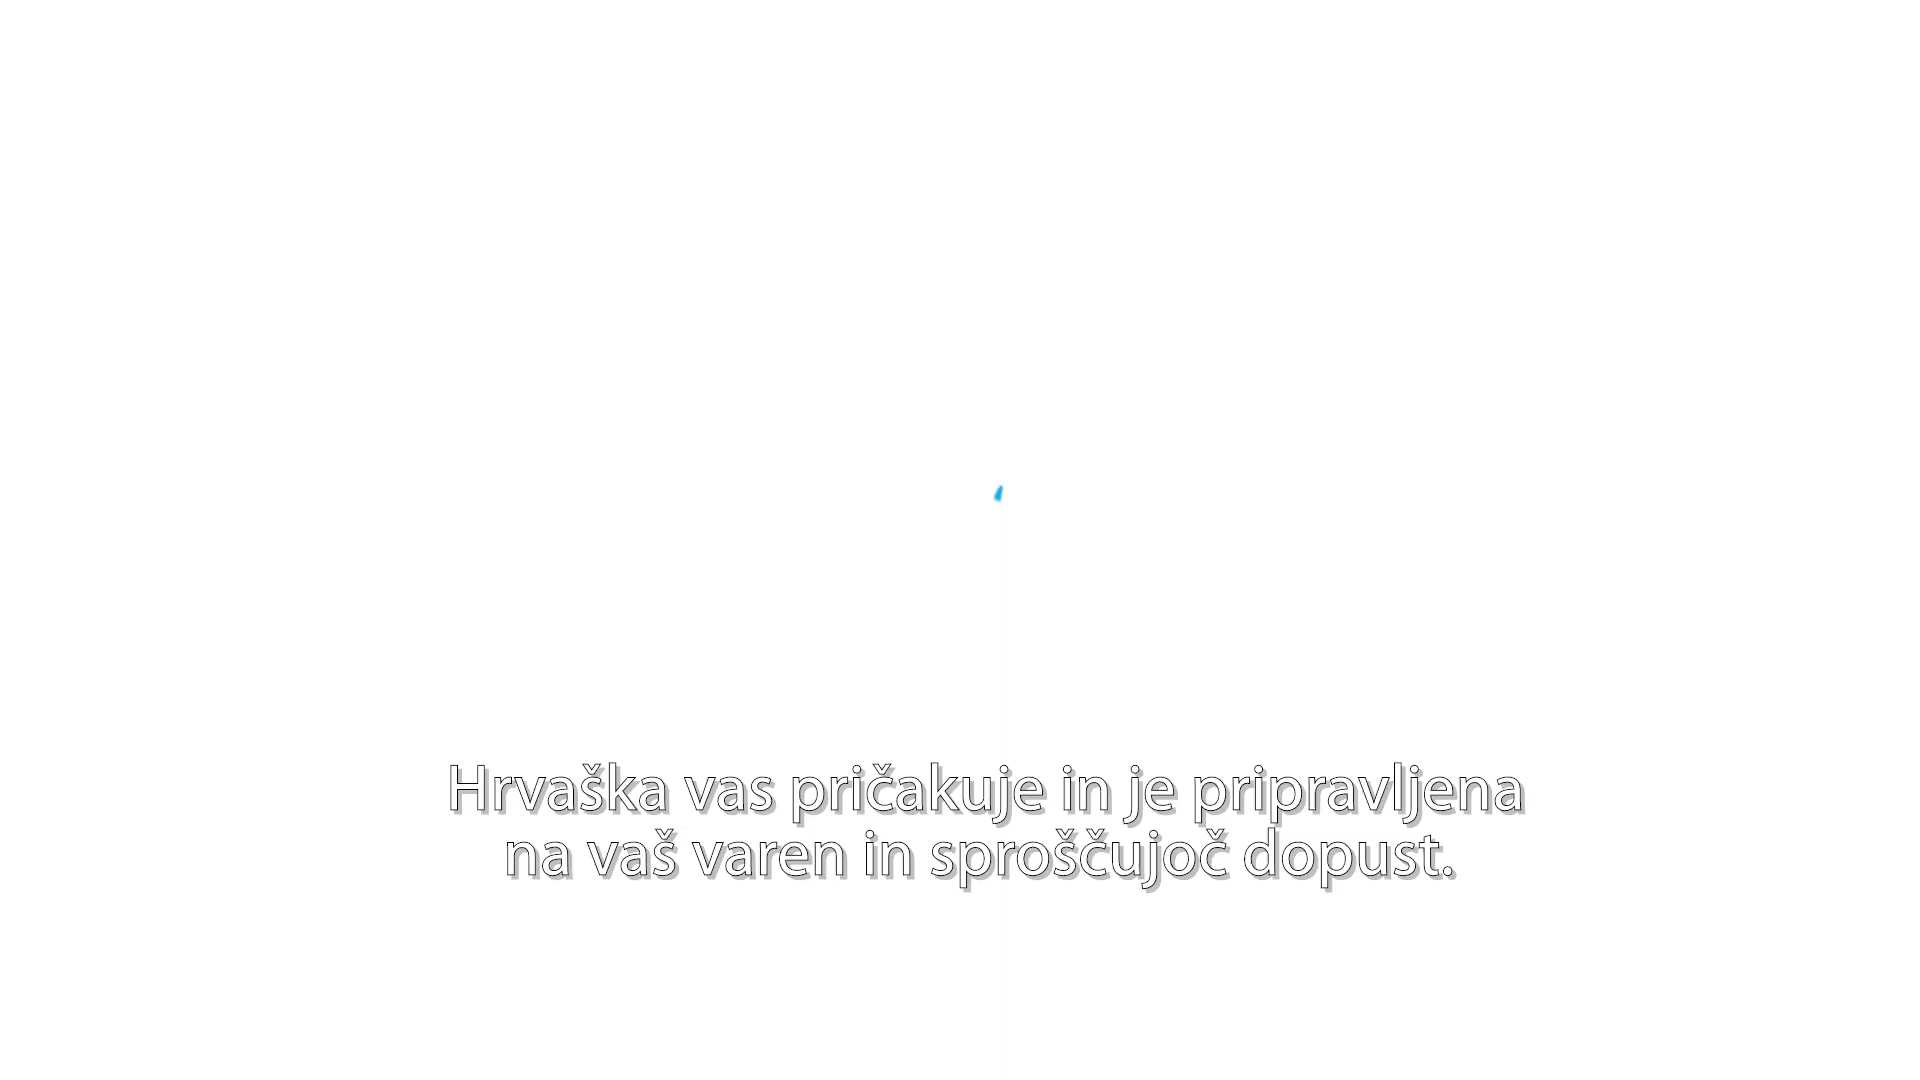 Hrvaška vas pričakuje in je pripravljena
na vaš varen in sproščujoč dopust.